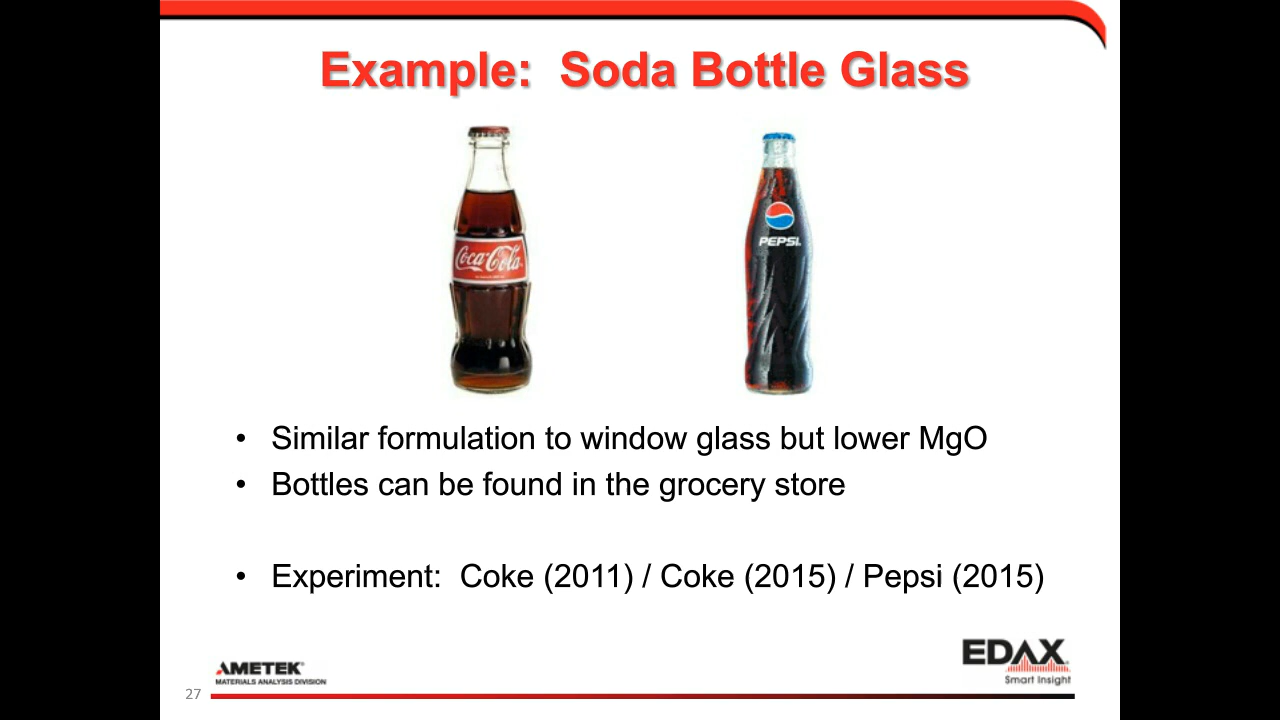 Example: Soda Bottle Glass
Coca-Cola
PEPSI
• Similar formulation to window glass but lower MgO
• Bottles can be found in the grocery store
• Experiment: Coke (2011) / Coke (2015) / Pepsi (2015)
AMETEK®
MATERIALS ANALYSIS DIVISION
EDAX
Smart Insight
27